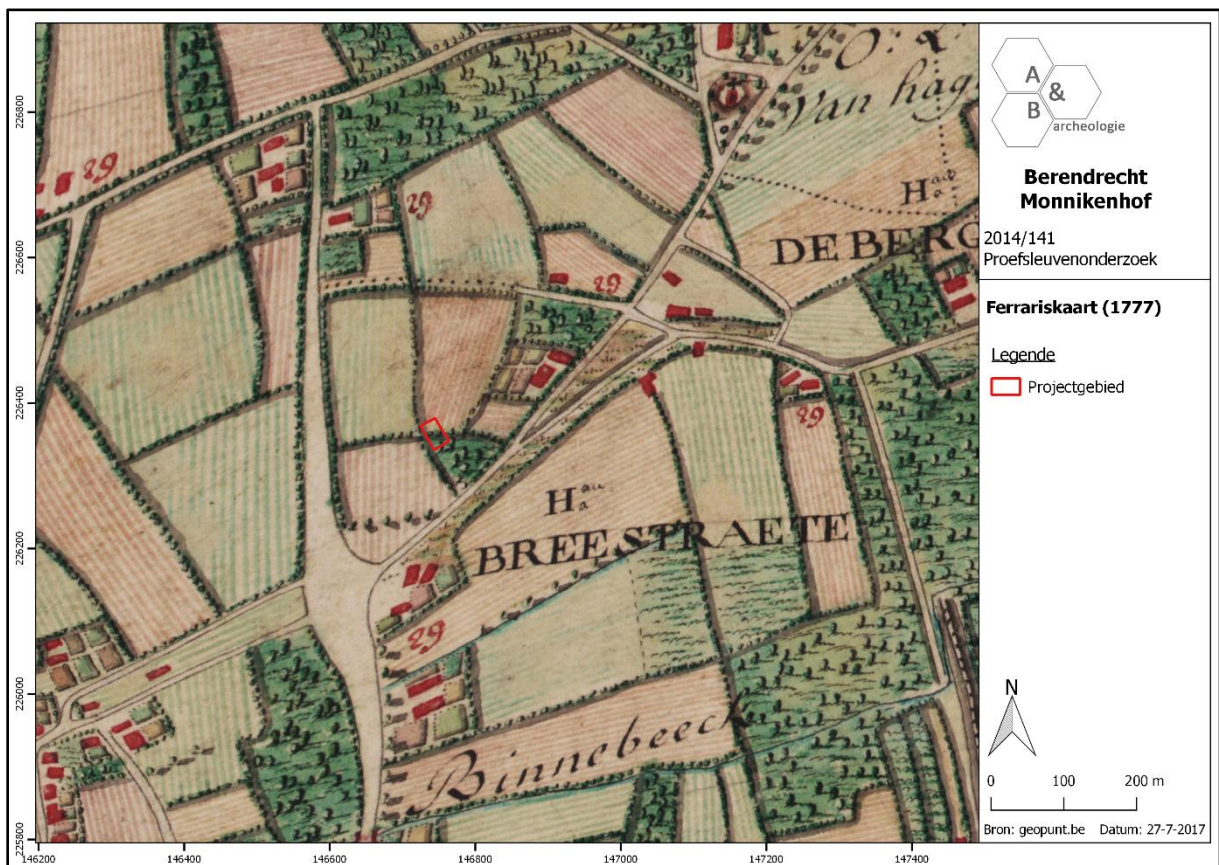 226800
226600
226400
226200
226000
225800
146200
146400
146600
146800
147000
147200
147400
29
29
29
29
29
Van hag
Hau
a
DE BERG
Hau
a
BREESTRAETE
Binnebeeck
A
&
B
archeologie
Berendrecht
Monnikenhof
2014/141
Proefsleuvenonderzoek
Ferrariskaart (1777)
Legende
Projectgebied
N
0 100 200 m
Bron: geopunt.be Datum: 27-7-2017